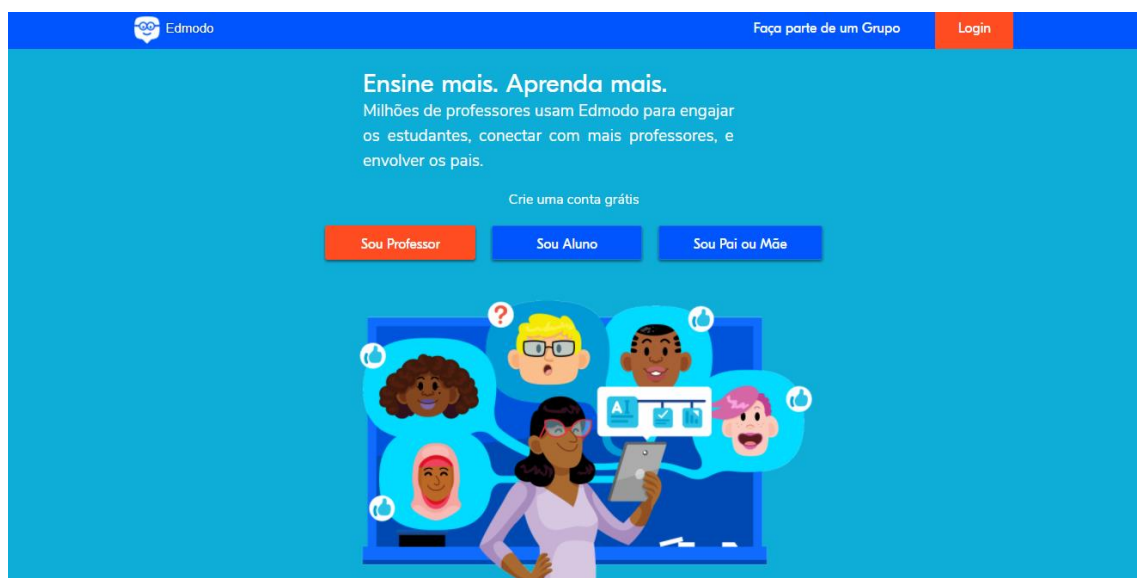 Edmodo
Faça parte de um Grupo
Login
Ensine mais. Aprenda mais.
Milhões de professores usam Edmodo para engajar
os estudantes, conectar com mais professores, e
envolver os pais.
Crie uma conta grátis
Sou Professor
Sou Aluno
Sou Pai ou Mãe
?
AI